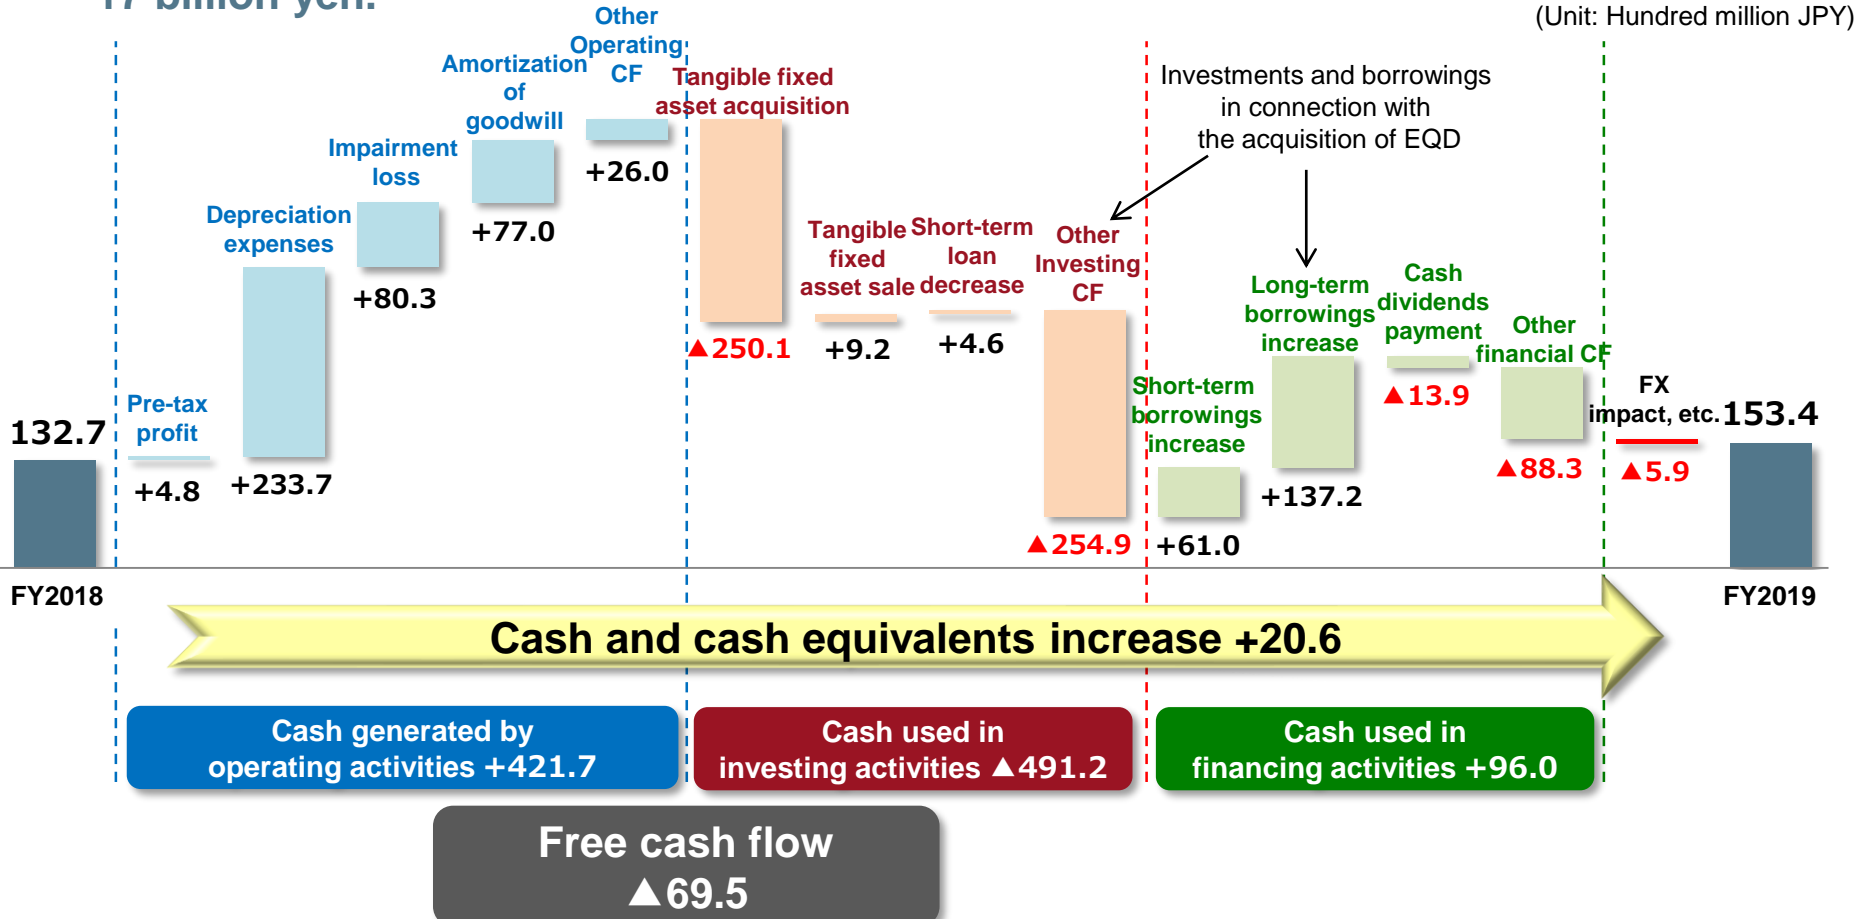 17 billion yen.
(Unit: Hundred million JPY)
Other
Operating
CF
+26.0
Amortization
of
goodwill
+77.0
Impairment
loss
+80.3
Depreciation
expenses
+233.7
Pre-tax
profit
+4.8
132.7
FY2018
Tangible fixed
asset acquisition
▲250.1
Tangible
fixed
asset sale
+9.2
Short-term
loan
decrease
+4.6
Other
Investing
CF
▲254.9
Investments and borrowings
in connection with
the acquisition of EQD
Short-term
borrowings
increase
+61.0
Long-term
borrowings
increase
+137.2
Cash
dividends
payment
▲13.9
Other
financial CF
▲88.3
FX
impact, etc.
▲5.9
153.4
FY2019
Cash and cash equivalents increase +20.6
Cash generated by
operating activities +421.7
Cash used in
investing activities ▲491.2
Cash used in
financing activities +96.0
Free cash flow
▲69.5